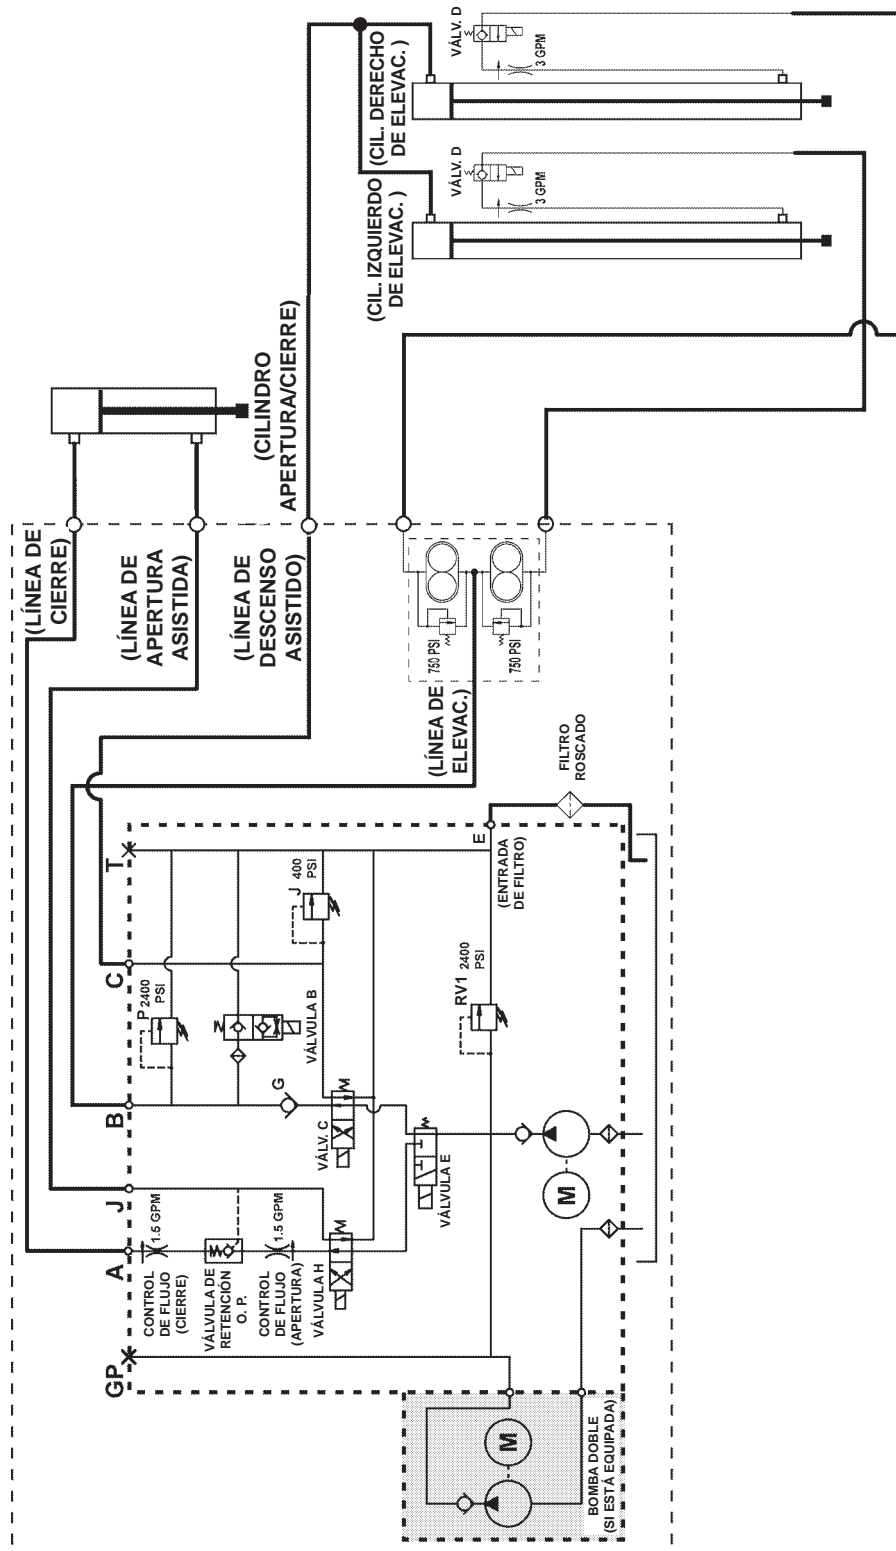 VÁLV. D
3 GPM
(CIL. DERECHO
DE ELEVAC. )
VÁLV. D
3 GPM
(CIL. IZQUIERDO
DE ELEVAC. )
(CILINDRO
APERTURA/CIERRE)
(LÍNEA DE
CIERRE)
(LÍNEA DE
APERTURA
ASISTIDA)
(LÍNEA DE
DESCENSO
ASISTIDO)
750 PSI
750 PSI
(LÍNEA DE
ELEVAC.)
FILTRO
ROSCADO
T
C
B
J
A
GP
E
(ENTRADA
DE FILTRO)
J 400
PSI
P 2400
PSI
VÁLVULA B
RV1 2400
PSI
G
VÁLV. C
VÁLVULA E
1.5 GPM
CONTROL
DE FLUJO
(CIERRE)
VÁLVULA DE
RETENCIÓN
O. P.
1.5 GPM
CONTROL
DE FLUJO
(APERTURA)
VÁLVULA H
M
M
BOMBA DOBLE
(SI ESTÁ EQUIPADA)